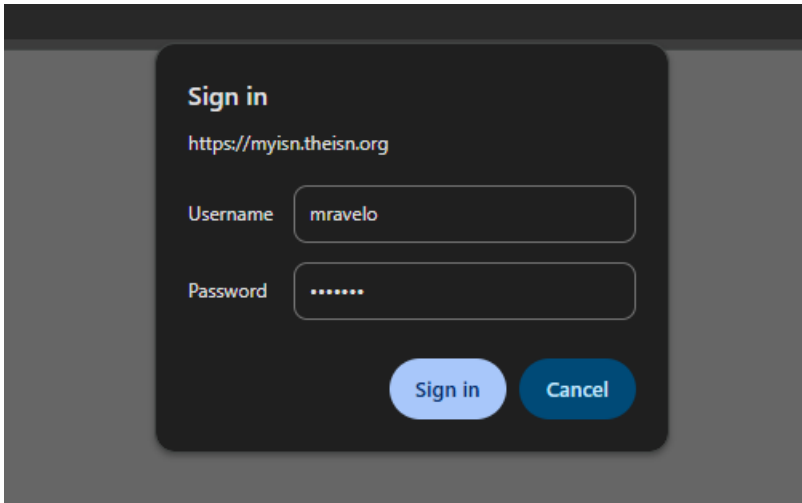 Sign in
https://myisn.theisn.org
Username mravelo
Password •••••••
Sign in Cancel